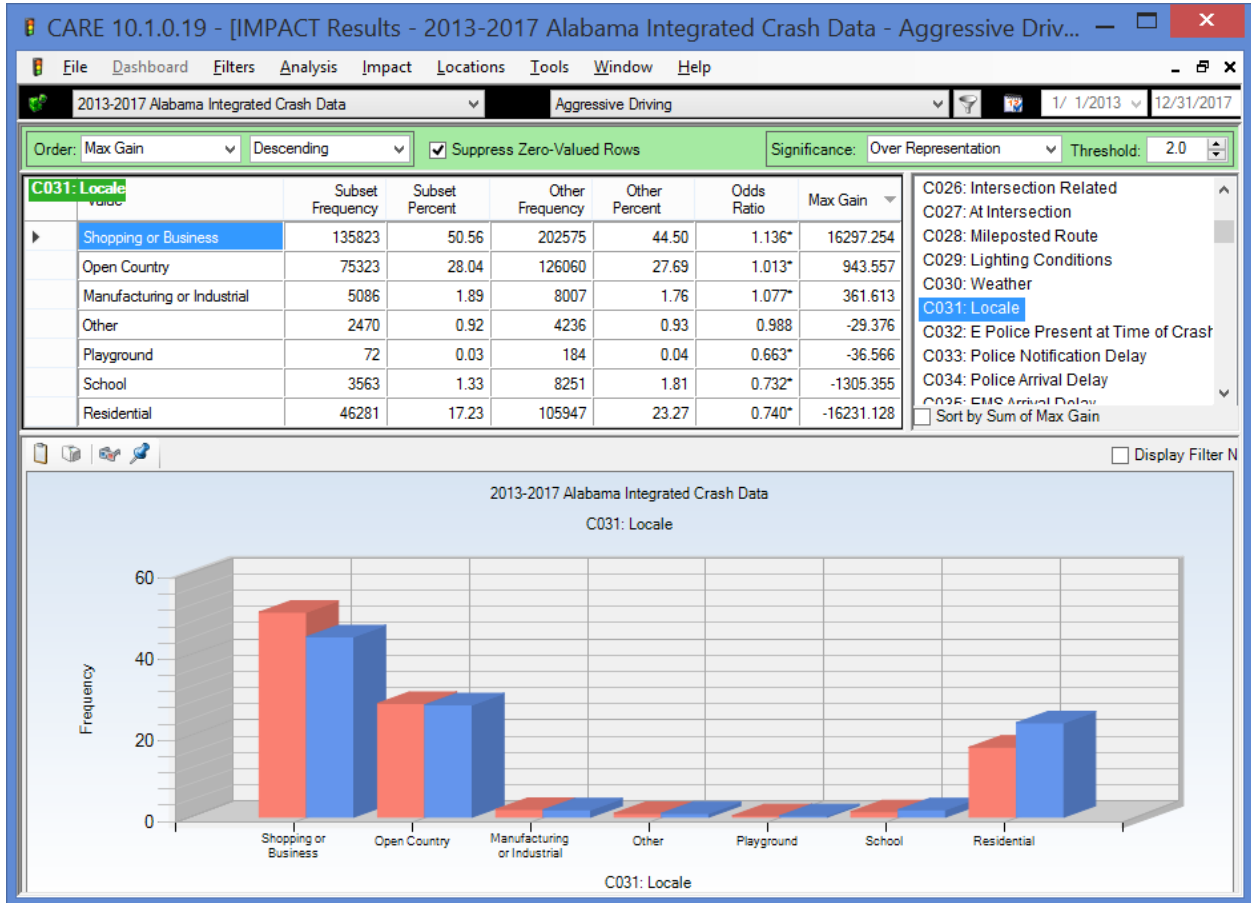 CARE 10.1.0.19 - [IMPACT Results - 2013-2017 Alabama Integrated Crash Data - Aggressive Driv...
File Dashboard Filters Analysis Impact Locations Tools Window Help
2013-2017 Alabama Integrated Crash Data Aggressive Driving 1/ 1/2013 12/31/2017
Order: Max Gain Descending Suppress Zero-Valued Rows Significance: Over Representation Threshold: 2.0
C031: Locale Subset Frequency Subset Percent Other Frequency Other Percent Odds Ratio Max Gain
Shopping or Business 135823 50.56 202575 44.50 1.136* 16297.254
Open Country 75323 28.04 126060 27.69 1.013* 943.557
Manufacturing or Industrial 5086 1.89 8007 1.76 1.077* 361.613
Other 2470 0.92 4236 0.93 0.988 -29.376
Playground 72 0.03 184 0.04 0.663* -36.566
School 3563 1.33 8251 1.81 0.732* -1305.355
Residential 46281 17.23 105947 23.27 0.740* -16231.128
C026: Intersection Related
C027: At Intersection
C028: Mileposted Route
C029: Lighting Conditions
C030: Weather
C031: Locale
C032: E Police Present at Time of Crash
C033: Police Notification Delay
C034: Police Arrival Delay
C035: EMS Arrival Delay
Sort by Sum of Max Gain
Display Filter N
2013-2017 Alabama Integrated Crash Data
C031: Locale
60
40
20
0
Frequency
Shopping or Business
Open Country
Manufacturing or Industrial
Other
Playground
School
Residential
C031: Locale